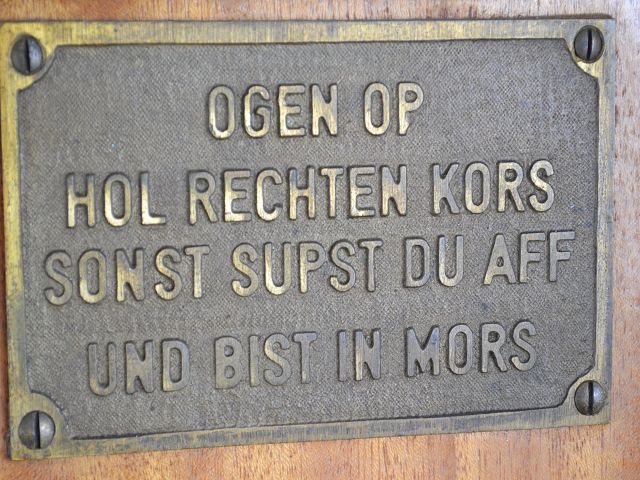 OGEN OP
HOL RECHTEN KORS
SONST SUPST DU AFF
UND BIST IN MORS